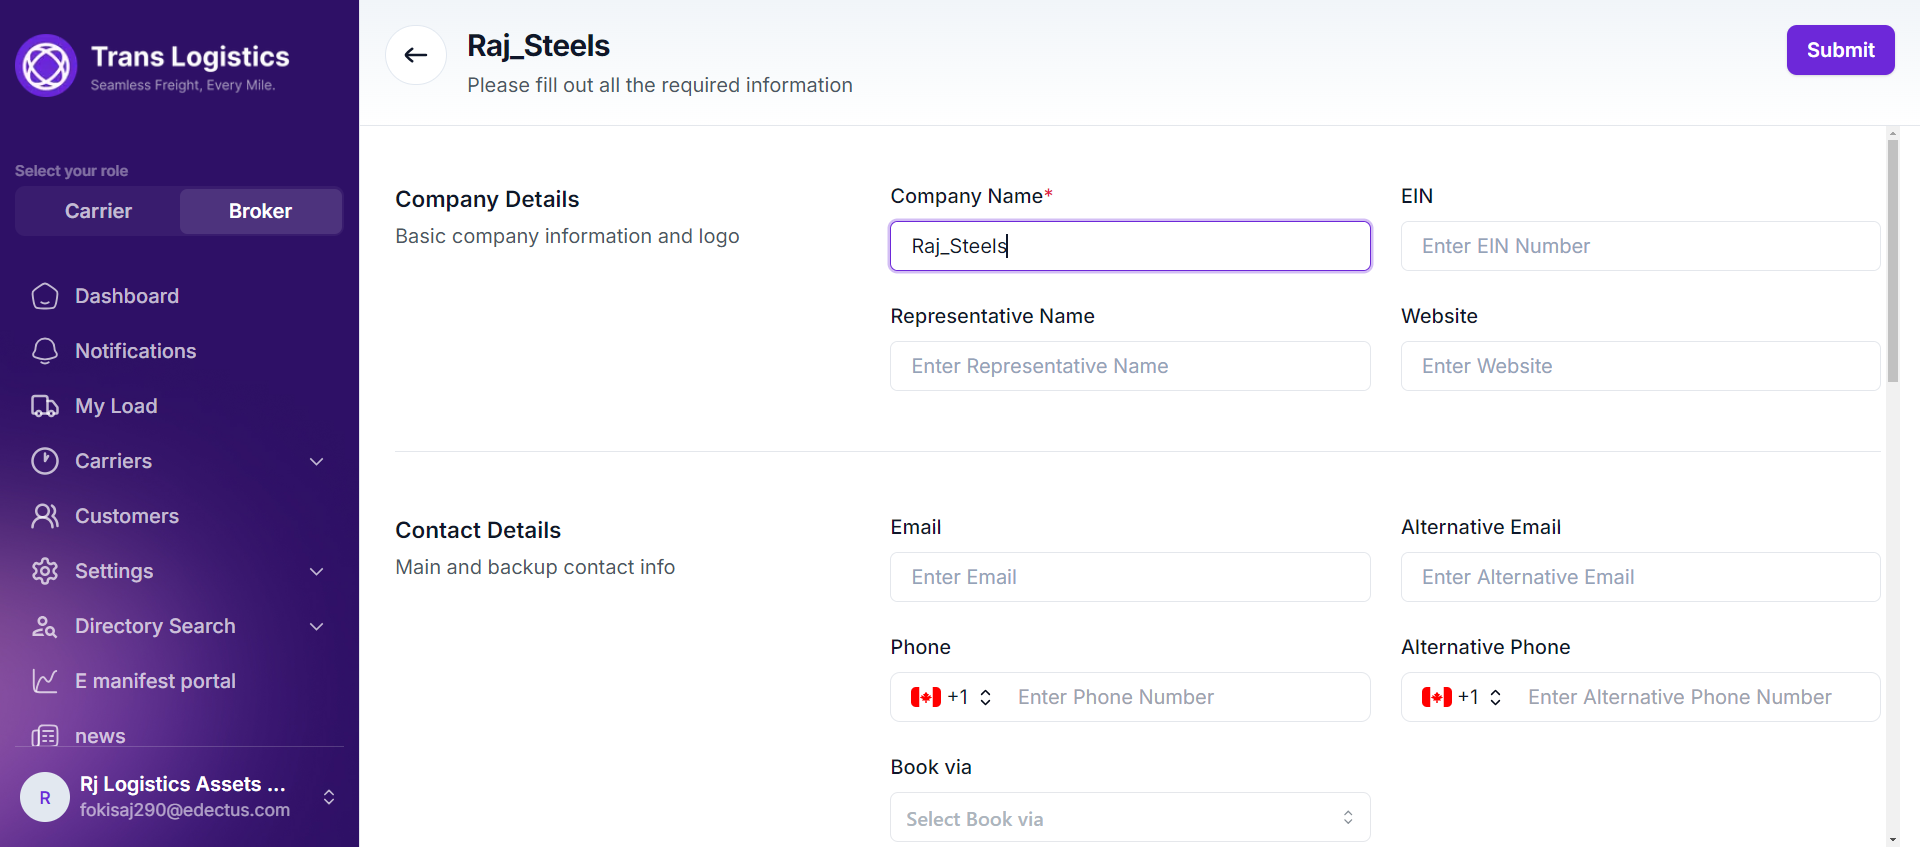 Trans Logistics
Seamless Freight, Every Mile.
Select your role
Carrier
Broker
Dashboard
Notifications
My Load
Carriers
Customers
Settings
Directory Search
E manifest portal
news
R
Rj Logistics Assets ...
fokisaj290@edectus.com
Raj_Steels
Please fill out all the required information
Submit
Company Details
Basic company information and logo
Company Name*
Raj_Steels
EIN
Enter EIN Number
Representative Name
Enter Representative Name
Website
Enter Website
Contact Details
Main and backup contact info
Email
Enter Email
Alternative Email
Enter Alternative Email
Phone
+1 Enter Phone Number
Alternative Phone
+1 Enter Alternative Phone Number
Book via
Select Book via